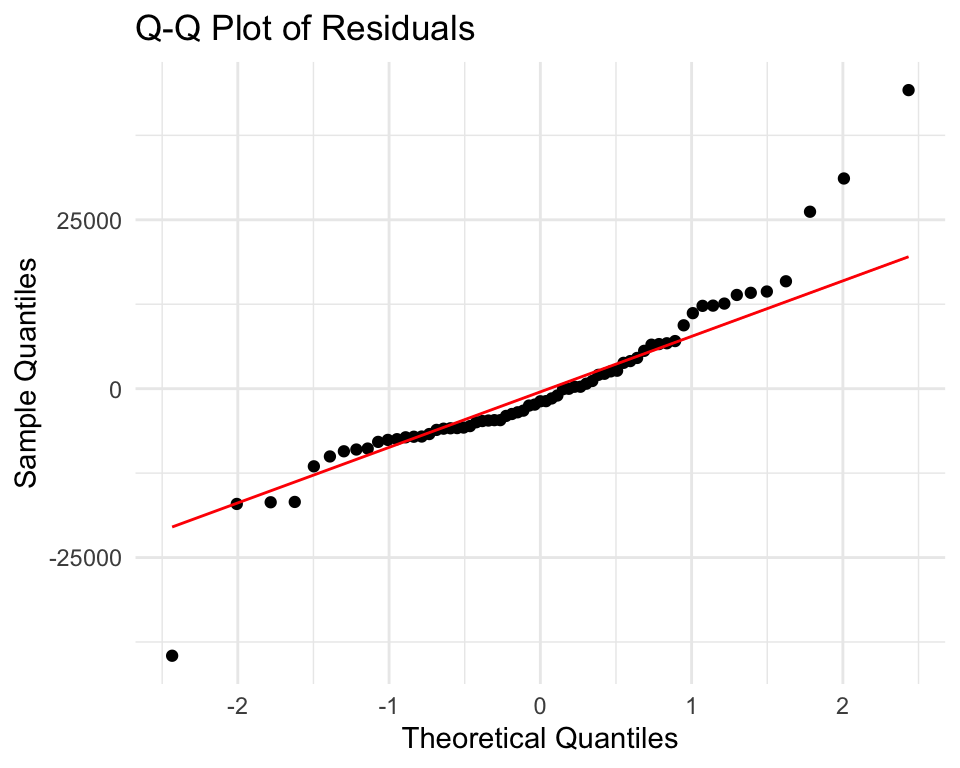 Q-Q Plot of Residuals
Sample Quantiles
25000
0
-25000
-2
-1
0
1
2
Theoretical Quantiles